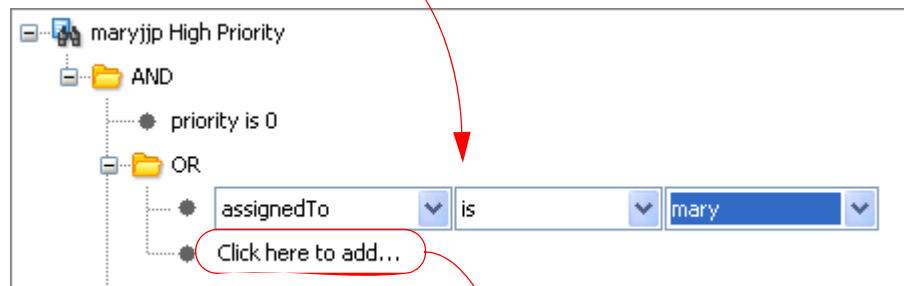 maryjjp High Priority
AND
priority is 0
OR
assignedTo is mary
Click here to add...